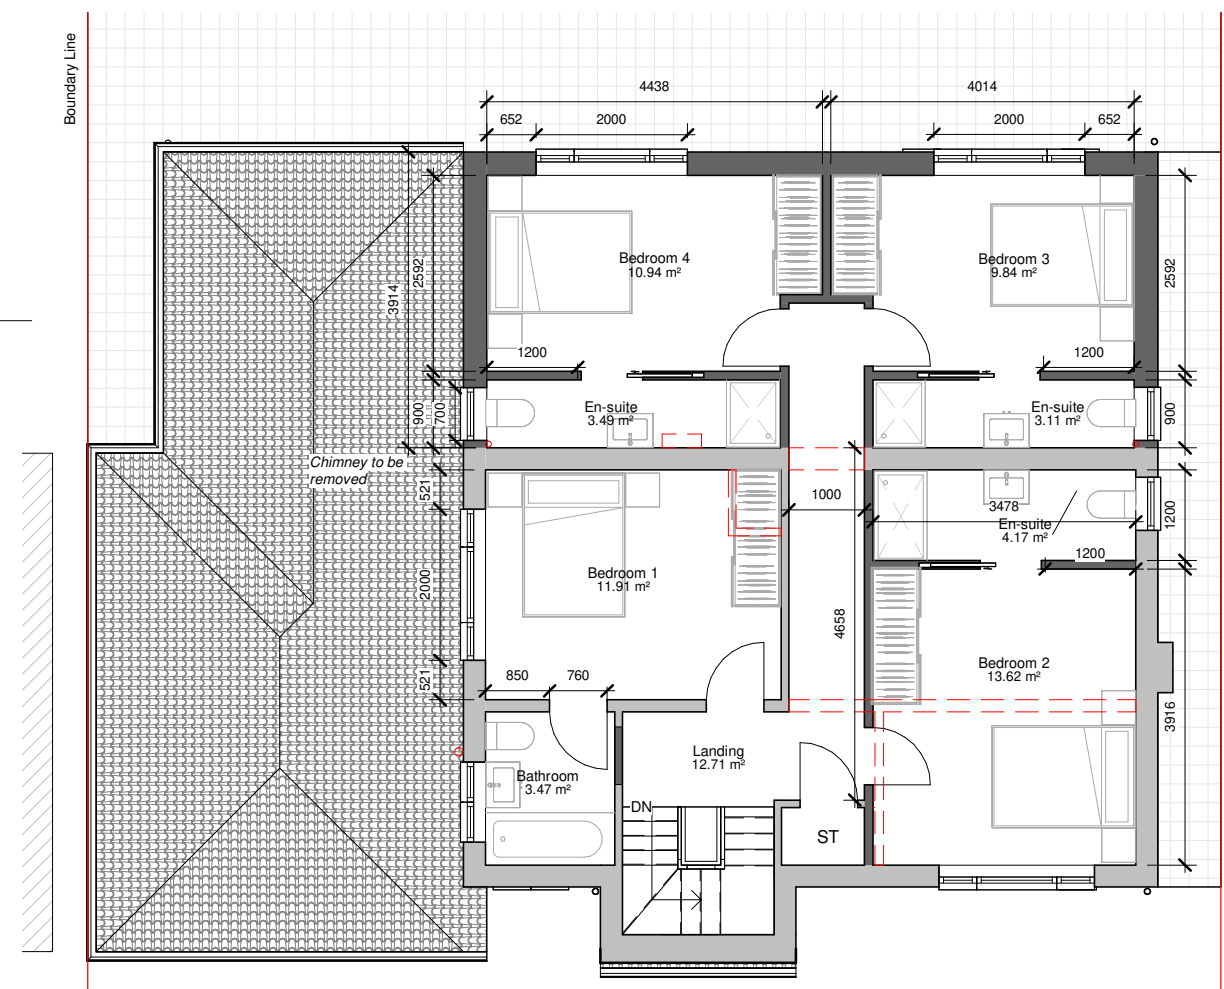 Boundary Line
4438
4014
652
2000
2000
652
2592
3914
2592
Bedroom 4
10.94 m²
Bedroom 3
9.84 m²
1200
1200
900
700
En-suite
3.49 m²
En-suite
3.11 m²
900
Chimney to be
removed
521
1000
3478
En-suite
4.17 m²
1200
1200
2000
Bedroom 1
11.91 m²
4658
521
850
760
Bedroom 2
13.62 m²
3916
Landing
12.71 m²
Bathroom
3.47 m²
DN
ST